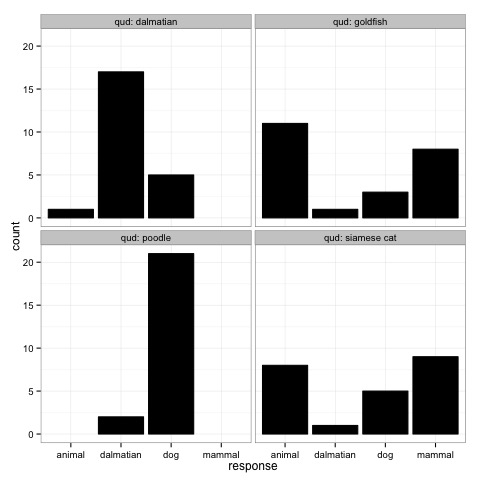 qud: dalmatian
qud: goldfish
20
15
10
5
0
qud: poodle
qud: siamese cat
20
15
10
5
0
count
animal dalmatian dog mammal
animal dalmatian dog mammal
response